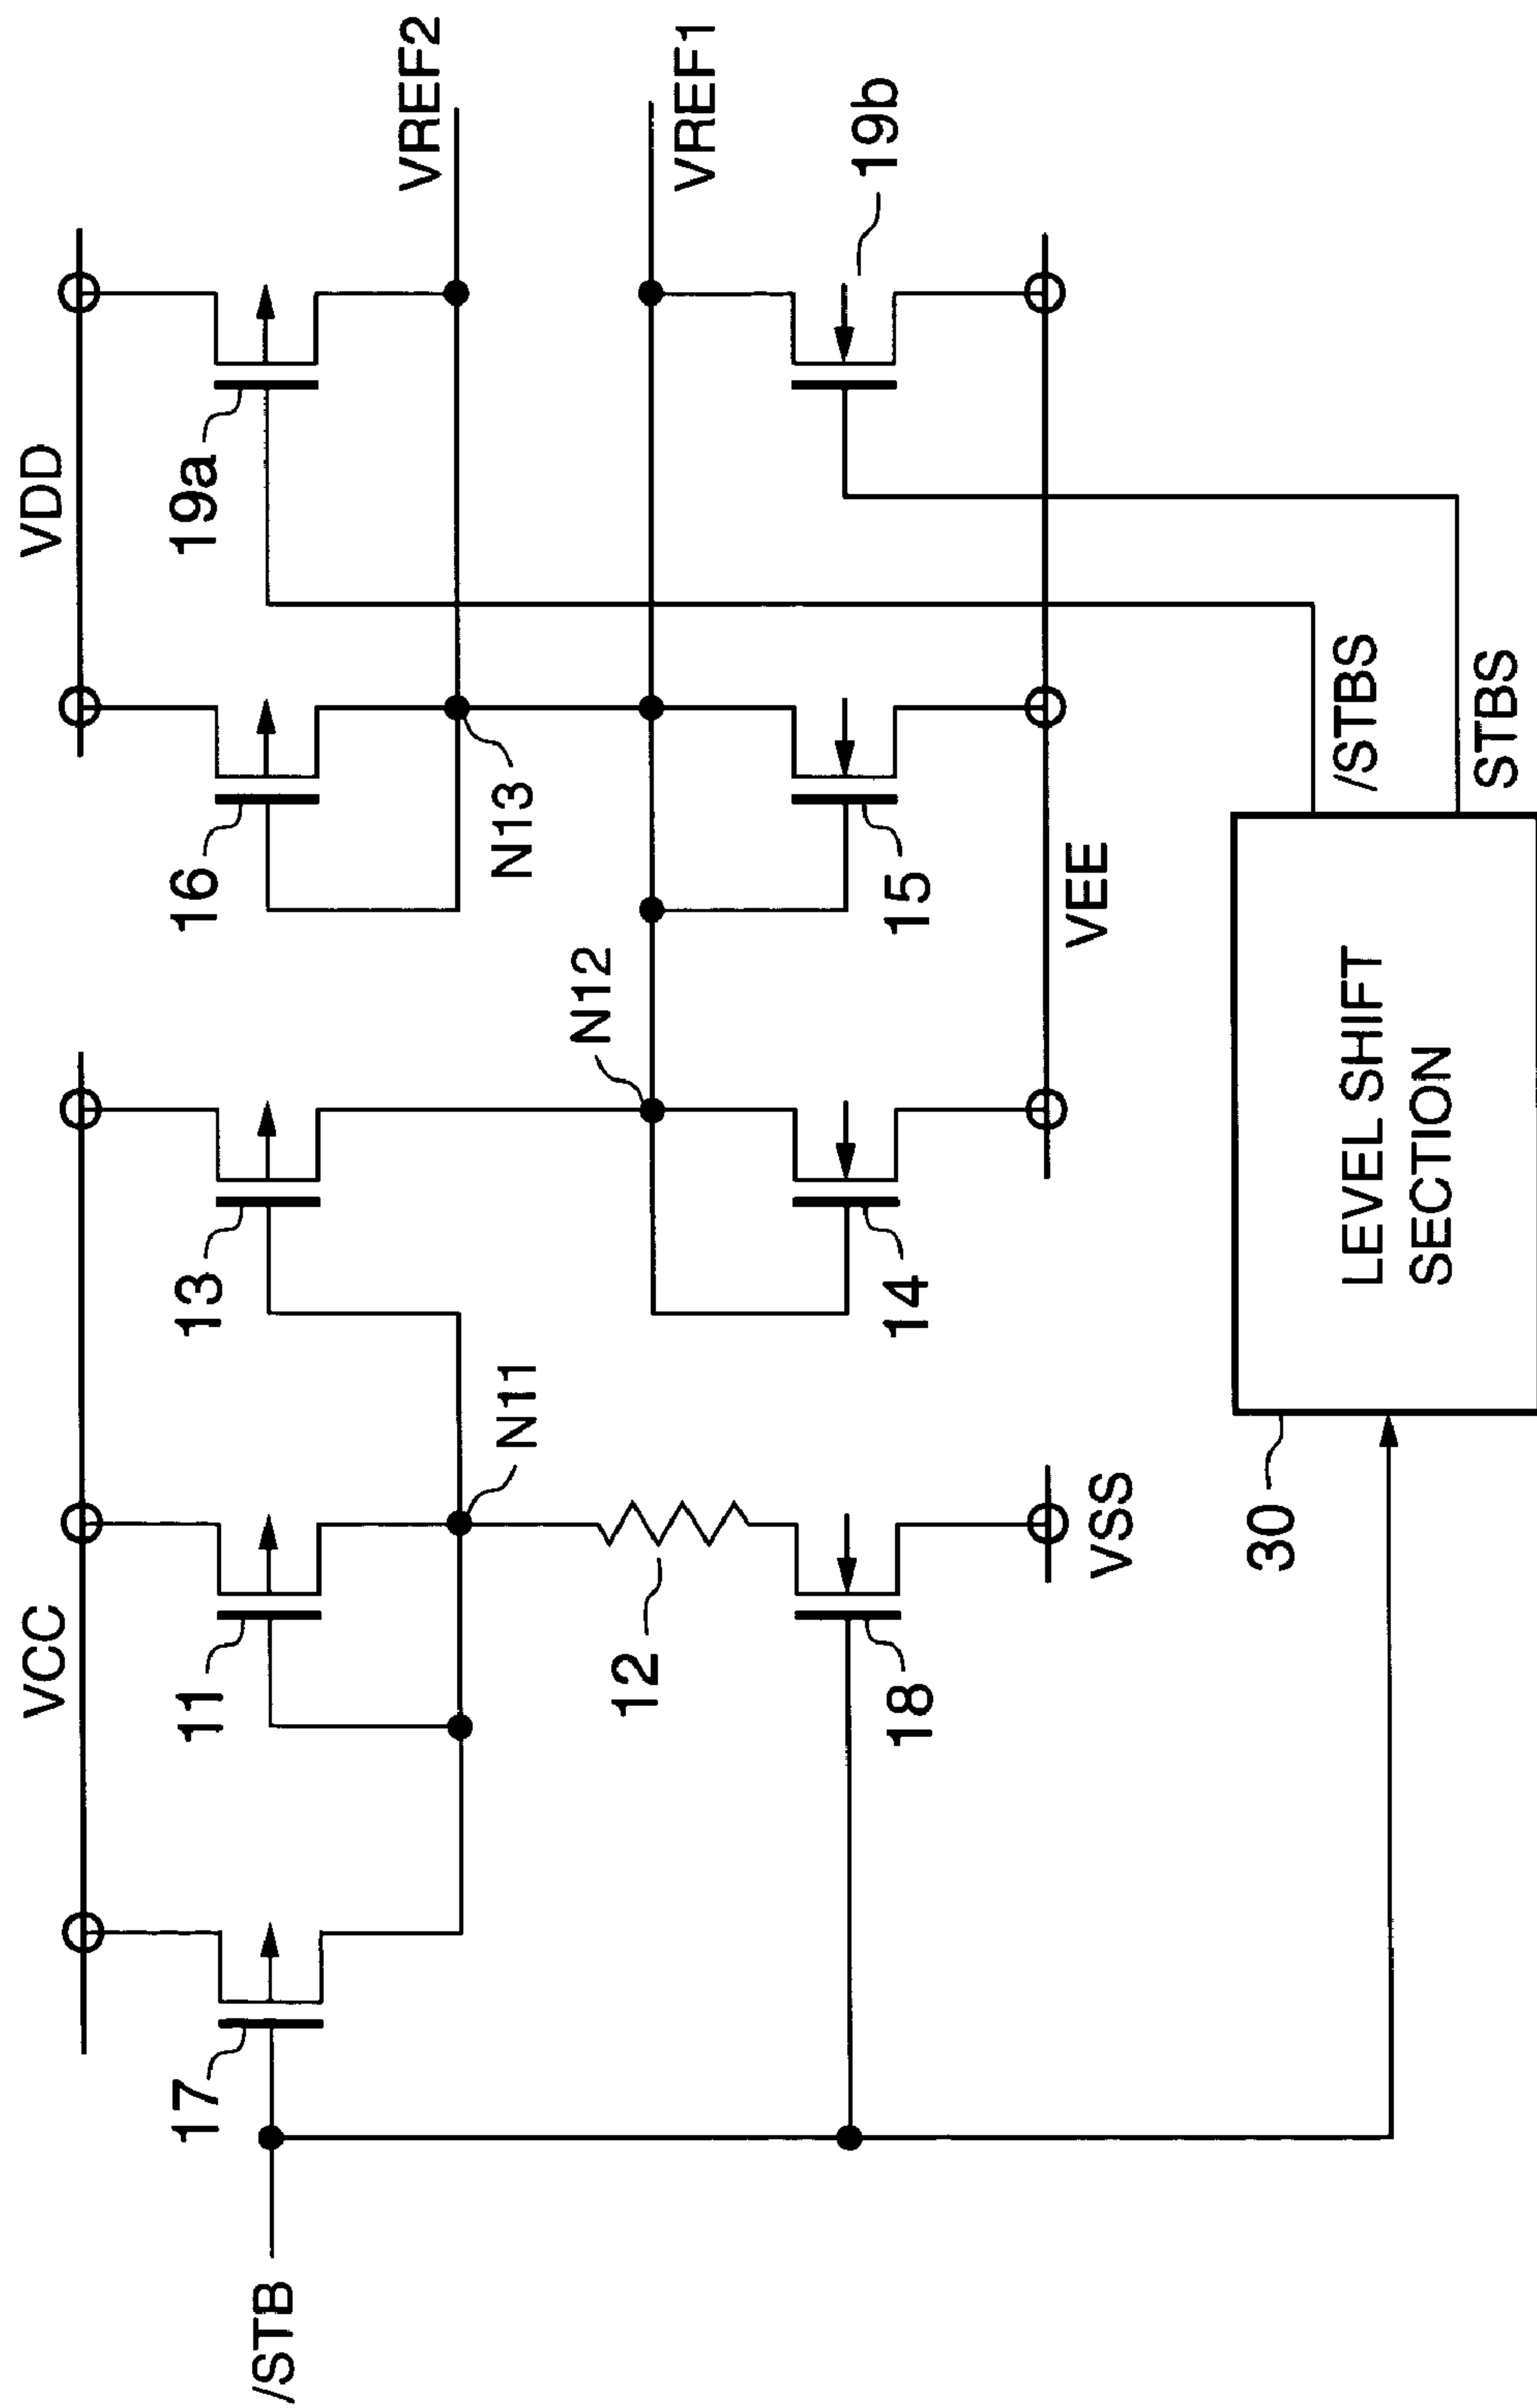 VCC
VDD
17
11
13
16
19a
/STB
VREF2
N11
N12
N13
VREF1
12
18
14
15
19b
VSS
VEE
30
LEVEL SHIFT
SECTION
/STBS
STBS